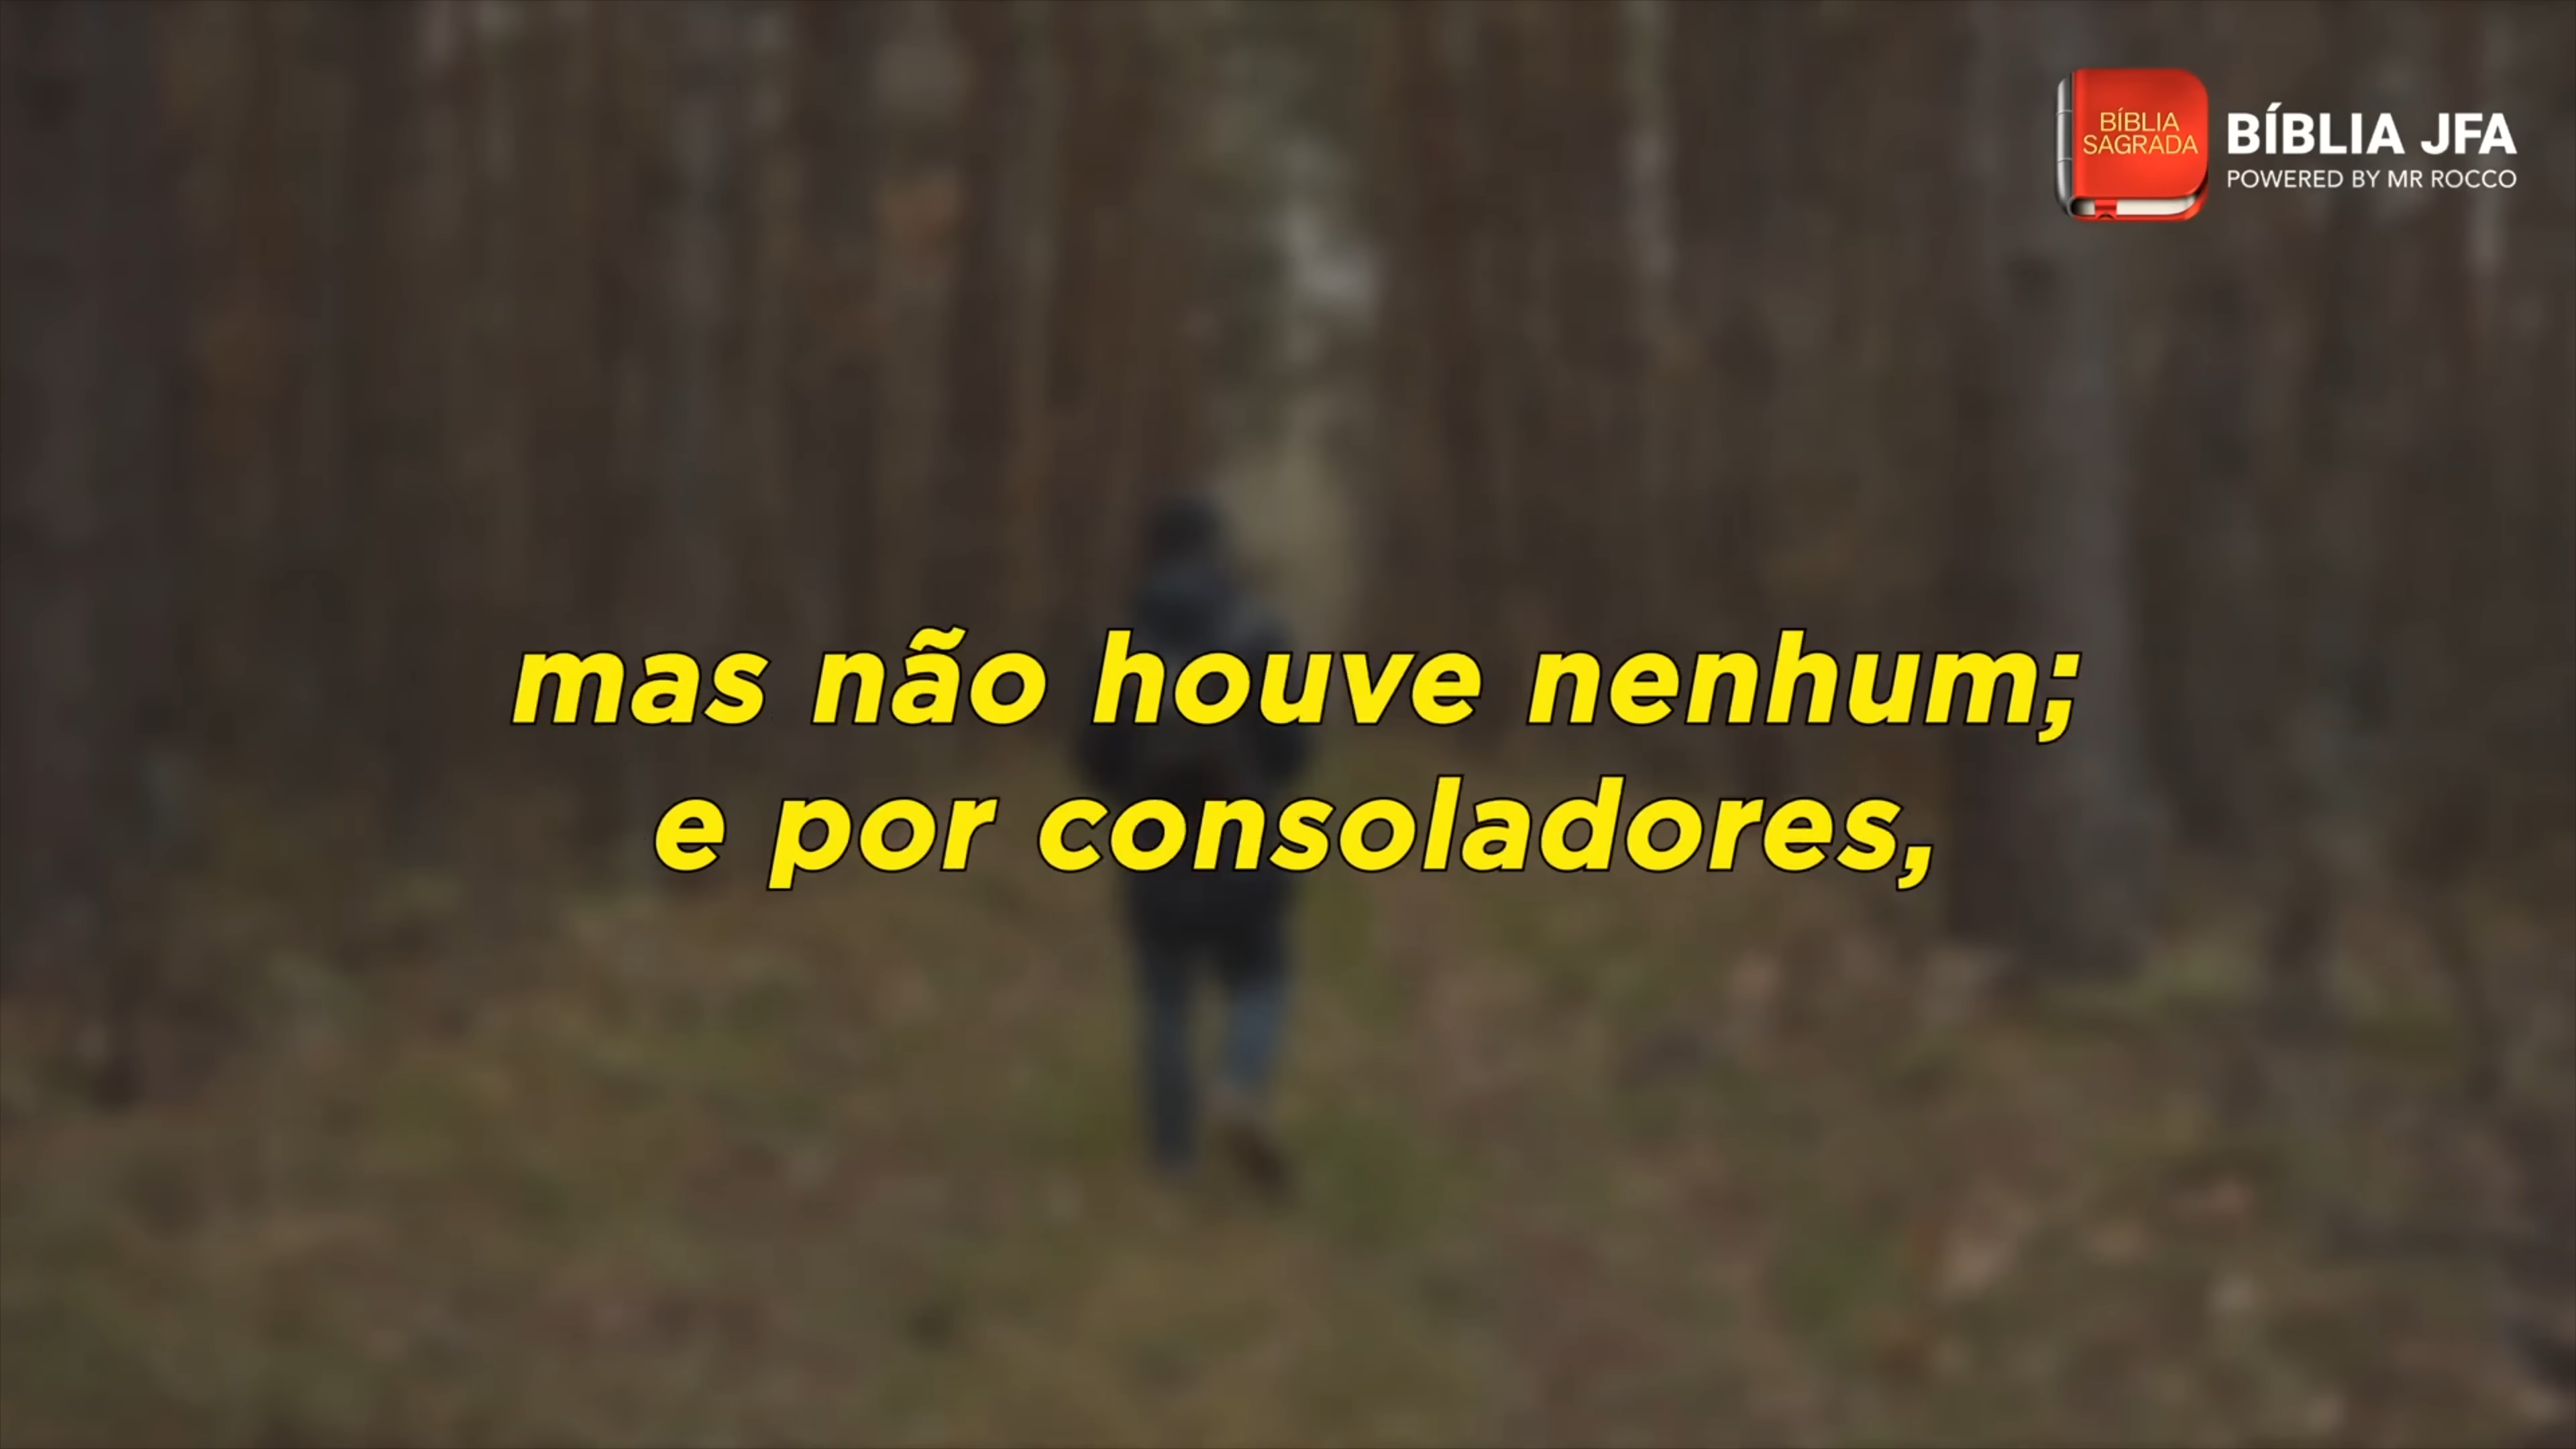 BÍBLIA
SAGRADA
BÍBLIA JFA
POWERED BY MR ROCCO
mas não houve nenhum;
e por consoladores,